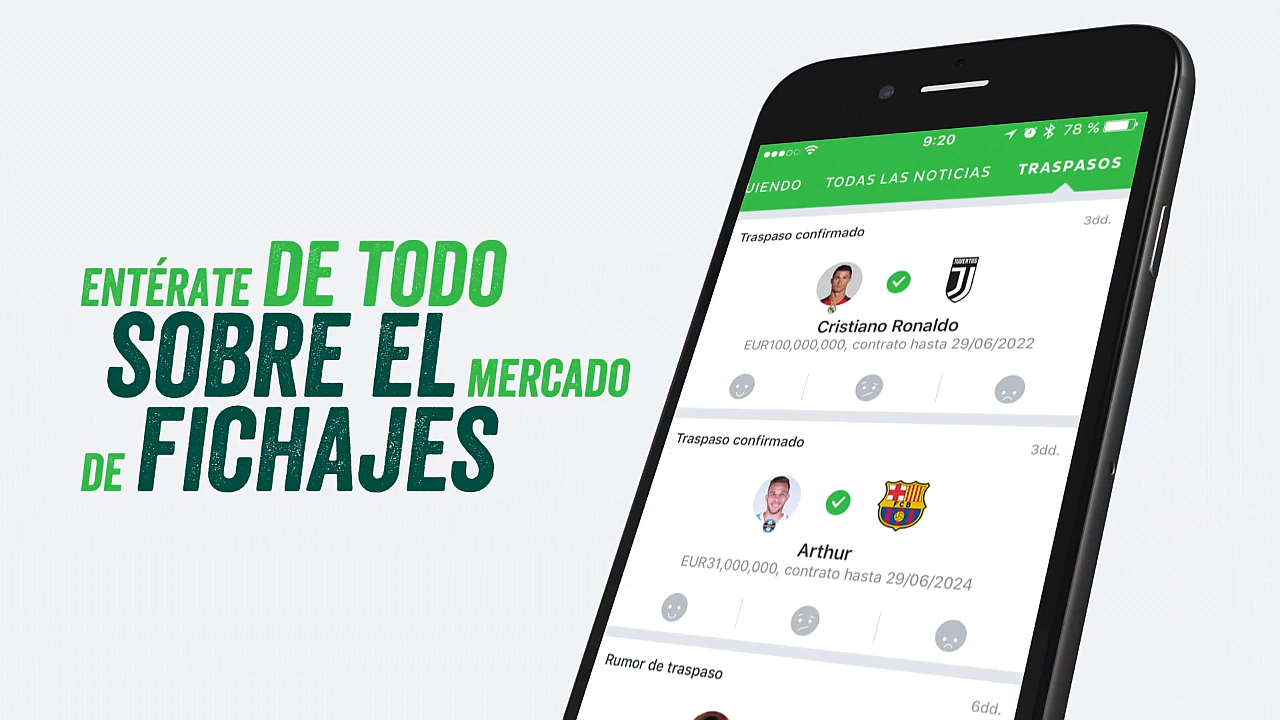 ENTÉRATE DE TODO
SOBRE EL MERCADO
DE FICHAJES
9:20
78 %
UIENDO
TODAS LAS NOTICIAS
TRASPASOS
Traspaso confirmado
3dd.
JUVENTUS
Cristiano Ronaldo
EUR100,000,000, contrato hasta 29/06/2022
Traspaso confirmado
3dd.
FCB
Arthur
EUR31,000,000, contrato hasta 29/06/2024
Rumor de traspaso
6dd.